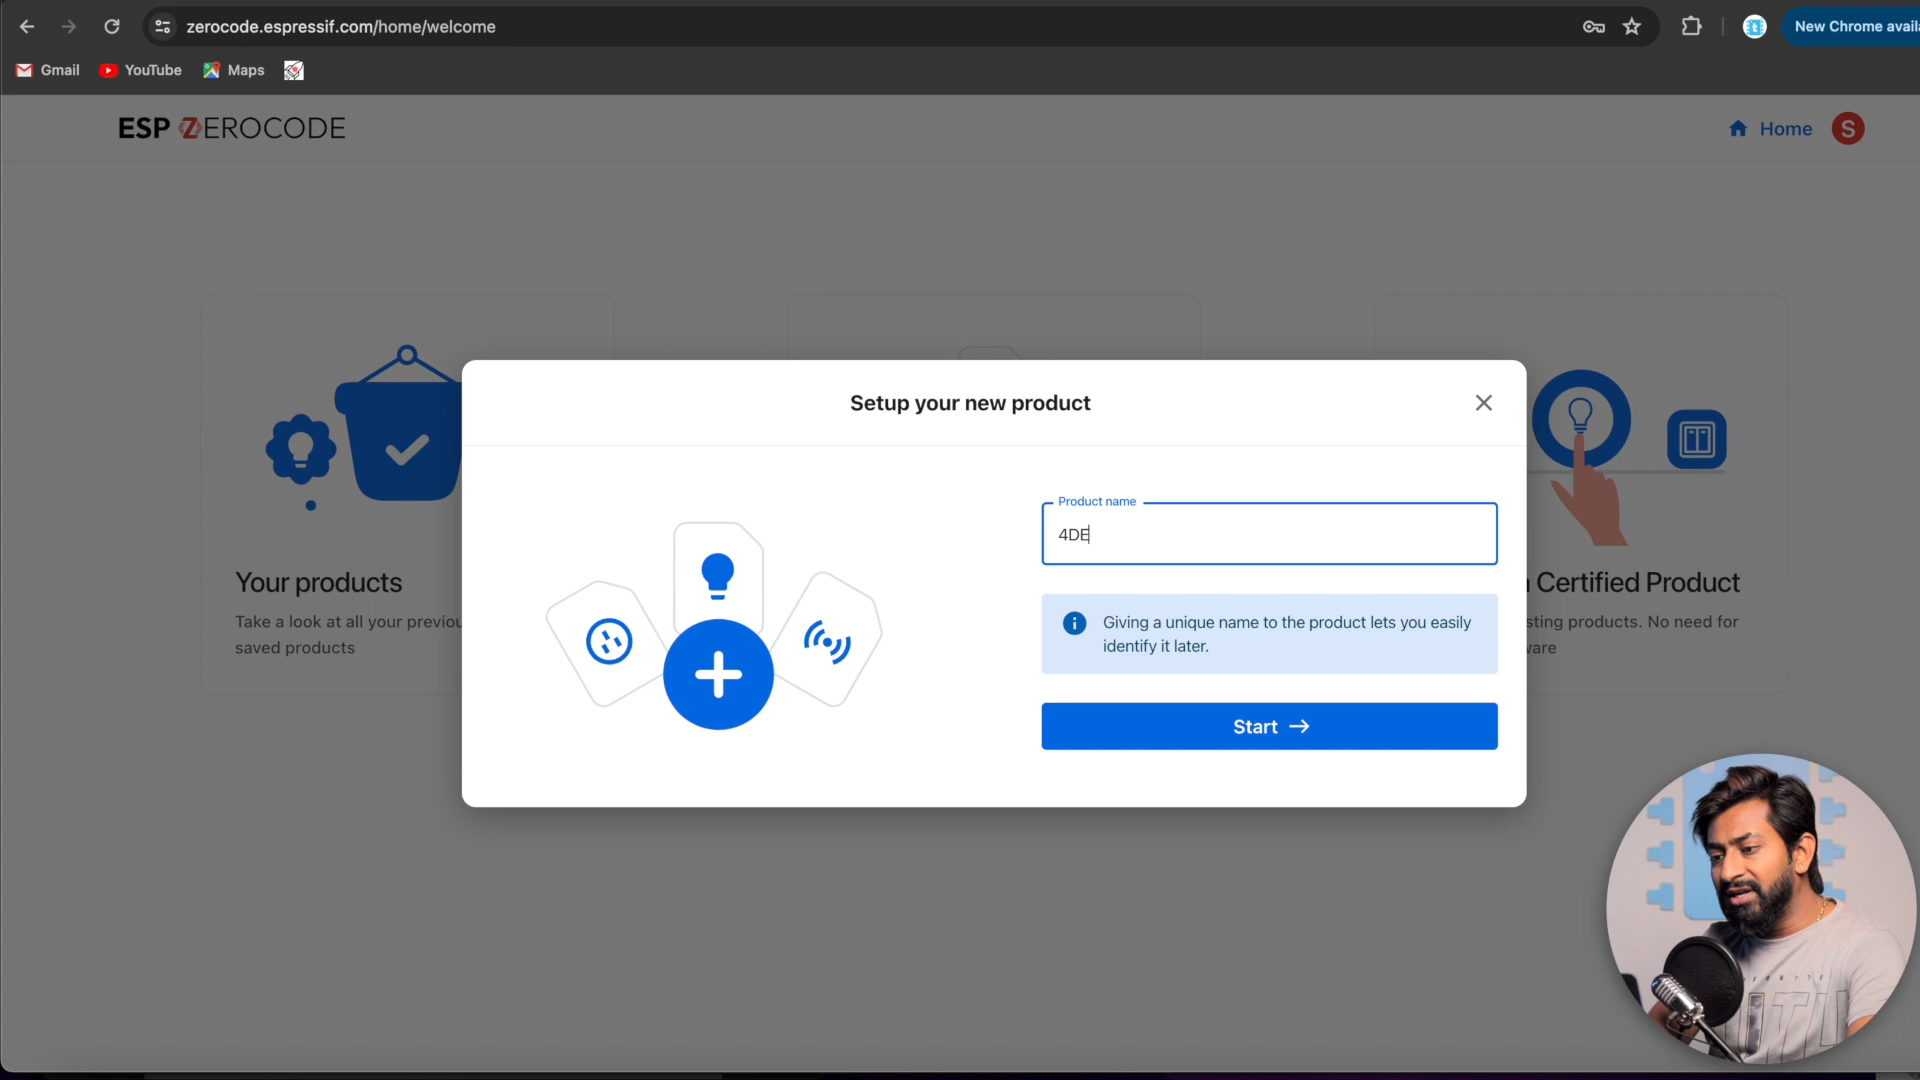 zerocode.espressif.com/home/welcome
New Chrome avail
Gmail
YouTube
Maps
ESP ZEROCODE
Home
S
Setup your new product
Product name
4DE
Giving a unique name to the product lets you easily
identify it later.
Start
Your products
Take a look at all your previou
saved products
Certified Product
sting products. No need for
ware